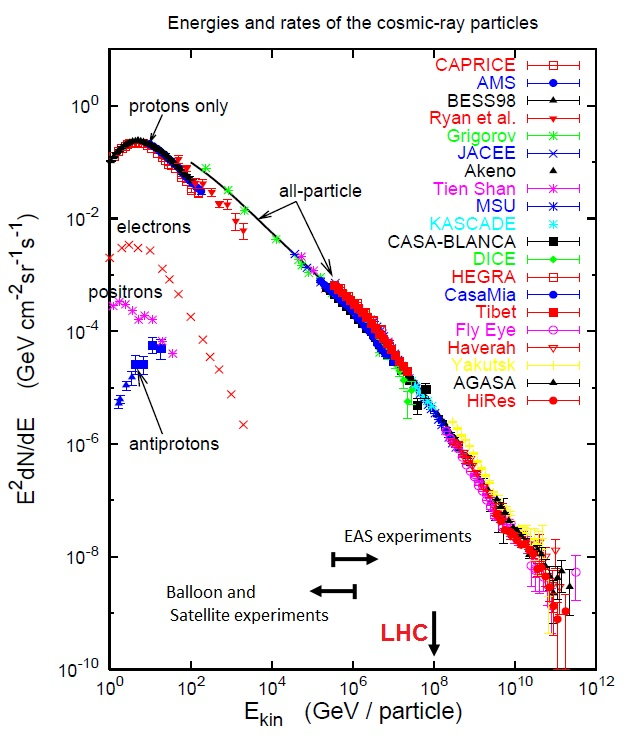 Energies and rates of the cosmic-ray particles
CAPRICE
AMS
BESS98
Ryan et al.
Grigorov
JACEE
Akeno
Tien Shan
MSU
KASCADE
CASA-BLANCA
DICE
HEGRA
CasaMia
Tibet
Fly Eye
Haverah
Yakutsk
AGASA
HiRes
protons only
all-particle
electrons
positrons
antiprotons
EAS experiments
Balloon and
Satellite experiments
LHC
E²dN/dE (GeV cm⁻²sr⁻¹s⁻¹)
10⁰
10⁻²
10⁻⁴
10⁻⁶
10⁻⁸
10⁻¹⁰
10⁰ 10² 10⁴ 10⁶ 10⁸ 10¹⁰ 10¹²
Ekin (GeV / particle)